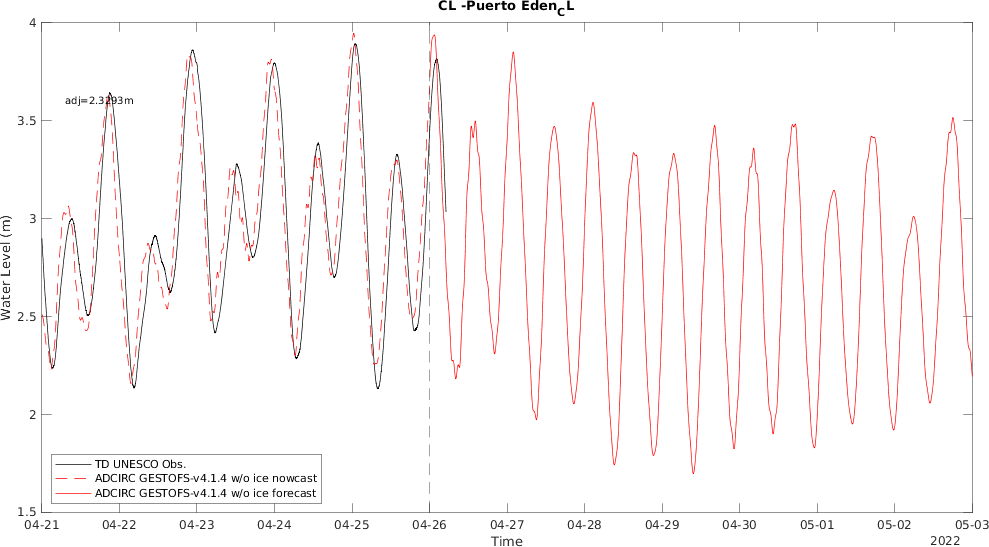 CL -Puerto Eden_CL
4
adj=2.3293m
3.5
3
2.5
2
1.5
Water Level (m)
TD UNESCO Obs.
ADCIRC GESTOFS-v4.1.4 w/o ice nowcast
ADCIRC GESTOFS-v4.1.4 w/o ice forecast
04-21 04-22 04-23 04-24 04-25 04-26 04-27 04-28 04-29 04-30 05-01 05-02 05-03
Time
2022